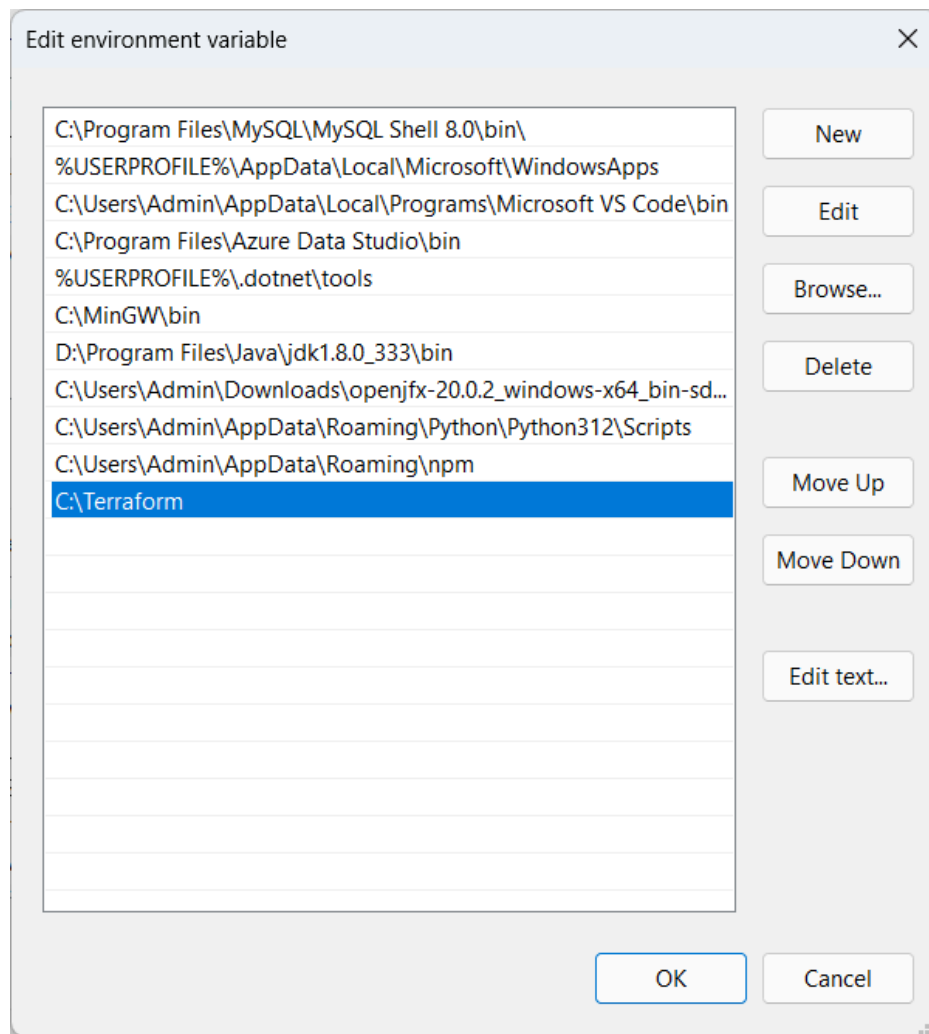 Edit environment variable
C:\Program Files\MySQL\MySQL Shell 8.0\bin\
%USERPROFILE%\AppData\Local\Microsoft\WindowsApps
C:\Users\Admin\AppData\Local\Programs\Microsoft VS Code\bin
C:\Program Files\Azure Data Studio\bin
%USERPROFILE%\.dotnet\tools
C:\MinGW\bin
D:\Program Files\Java\jdk1.8.0_333\bin
C:\Users\Admin\Downloads\openjfx-20.0.2_windows-x64_bin-sd...
C:\Users\Admin\AppData\Roaming\Python\Python312\Scripts
C:\Users\Admin\AppData\Roaming\npm
C:\Terraform
New
Edit
Browse...
Delete
Move Up
Move Down
Edit text...
OK
Cancel